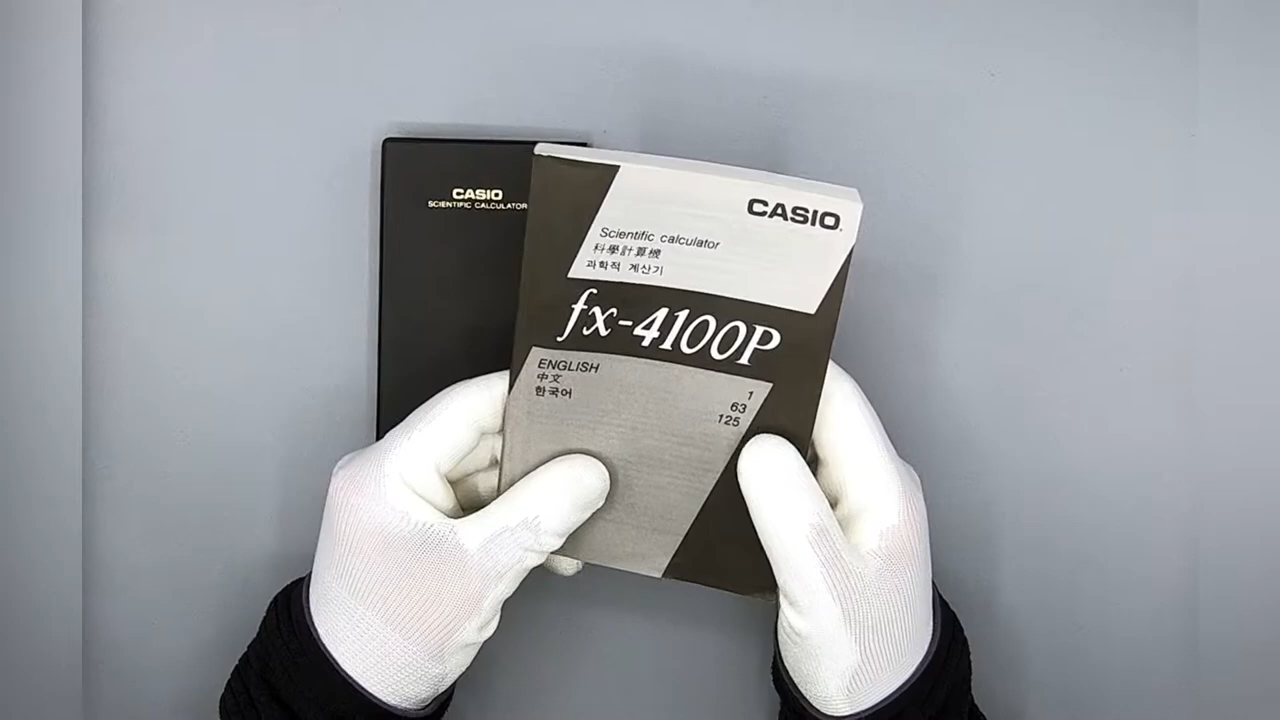 CASIO
SCIENTIFIC CALCULATOR
CASIO
Scientific calculator
科學計算機
과학적 계산기
fx-4100P
ENGLISH 1
中文 63
한국어 125